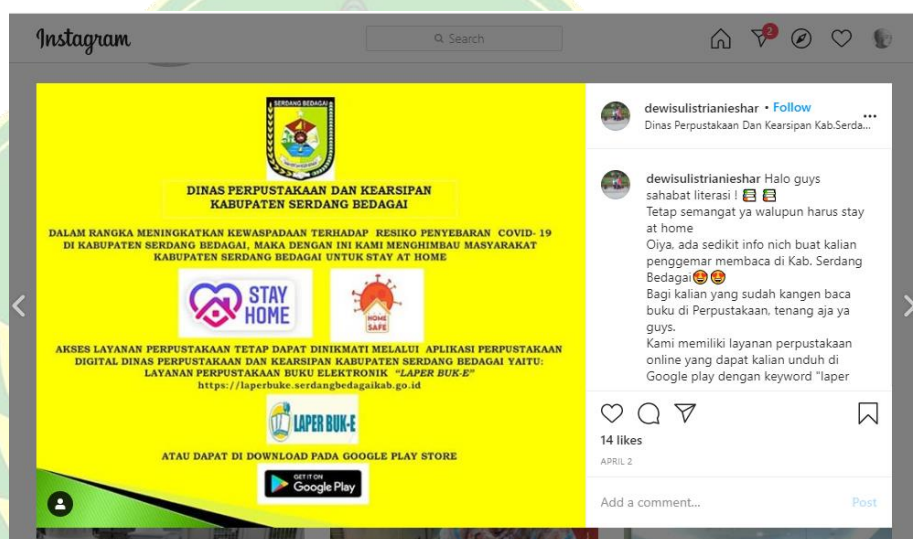 Instagram
Search
2
SERDANG BEDAGAI
DINAS PERPUSTAKAAN DAN KEARSIPAN
KABUPATEN SERDANG BEDAGAI
DALAM RANGKA MENINGKATKAN KEWASPADAAN TERHADAP RESIKO PENYEBARAN COVID- 19
DI KABUPATEN SERDANG BEDAGAI, MAKA DENGAN INI KAMI MENGHIMBAU MASYARAKAT
KABUPATEN SERDANG BEDAGAI UNTUK STAY AT HOME
STAY
HOME
HOME
SAFE
AKSES LAYANAN PERPUSTAKAAN TETAP DAPAT DINIKMATI MELALUI APLIKASI PERPUSTAKAAN
DIGITAL DINAS PERPUSTAKAAN DAN KEARSIPAN KABUPATEN SERDANG BEDAGAI YAITU:
LAYANAN PERPUSTAKAAN BUKU ELEKTRONIK "LAPER BUK-E"
https://laperbuke.serdangbedagaikab.go.id
LAPER BUK-E
ATAU DAPAT DI DOWNLOAD PADA GOOGLE PLAY STORE
GET IT ON
Google Play
dewisulistrianieshar • Follow
Dinas Perpustakaan Dan Kearsipan Kab.Serda...
dewisulistrianieshar Halo guys
sahabat literasi ! 📚 📚
Tetap semangat ya walupun harus stay
at home
Oiya, ada sedikit info nich buat kalian
penggemar membaca di Kab. Serdang
Bedagai🤩🤩
Bagi kalian yang sudah kangen baca
buku di Perpustakaan, tenang aja ya
guys.
Kami memiliki layanan perpustakaan
online yang dapat kalian unduh di
Google play dengan keyword "laper
14 likes
APRIL 2
Add a comment...
Post